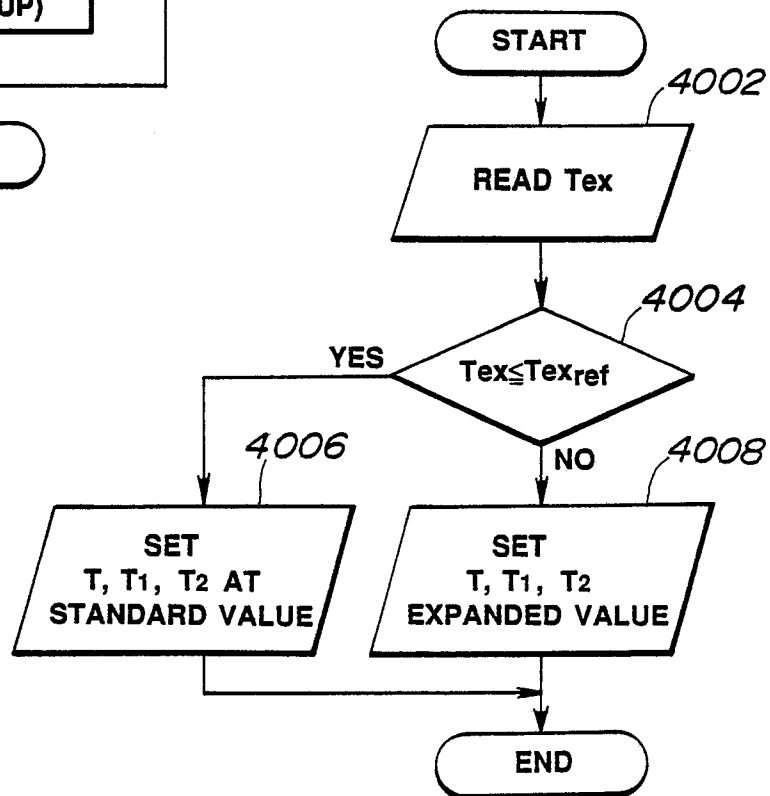 UP)
START
4002
READ Tex
4004
Tex≦Texref
YES
NO
4006
SET
T, T1, T2 AT
STANDARD VALUE
4008
SET
T, T1, T2
EXPANDED VALUE
END